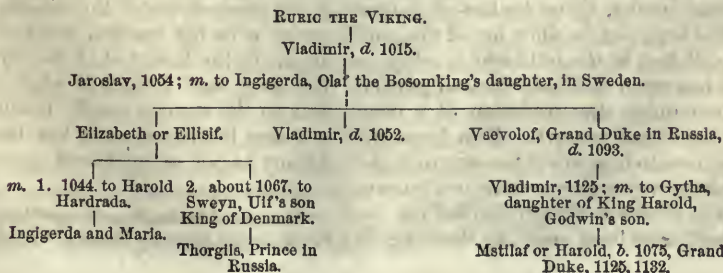 RURIC THE VIKING.
Vladimir, d. 1015.
Jaroslav, 1054; m. to Ingigerda, Olaf the Bosomking's daughter, in Sweden.
Elizabeth or Ellisif.
Vladimir, d. 1052.
Vsevolof, Grand Duke in Russia,
d. 1093.
m. 1. 1044, to Harold
Hardrada.
Ingigerda and Maria.
2. about 1067, to
Sweyn, Ulf's son
King of Denmark.
Thorgils, Prince in
Russia.
Vladimir, 1125; m. to Gytha,
daughter of King Harold,
Godwin's son.
Mstilaf or Harold, b. 1075, Grand
Duke, 1125, 1132.